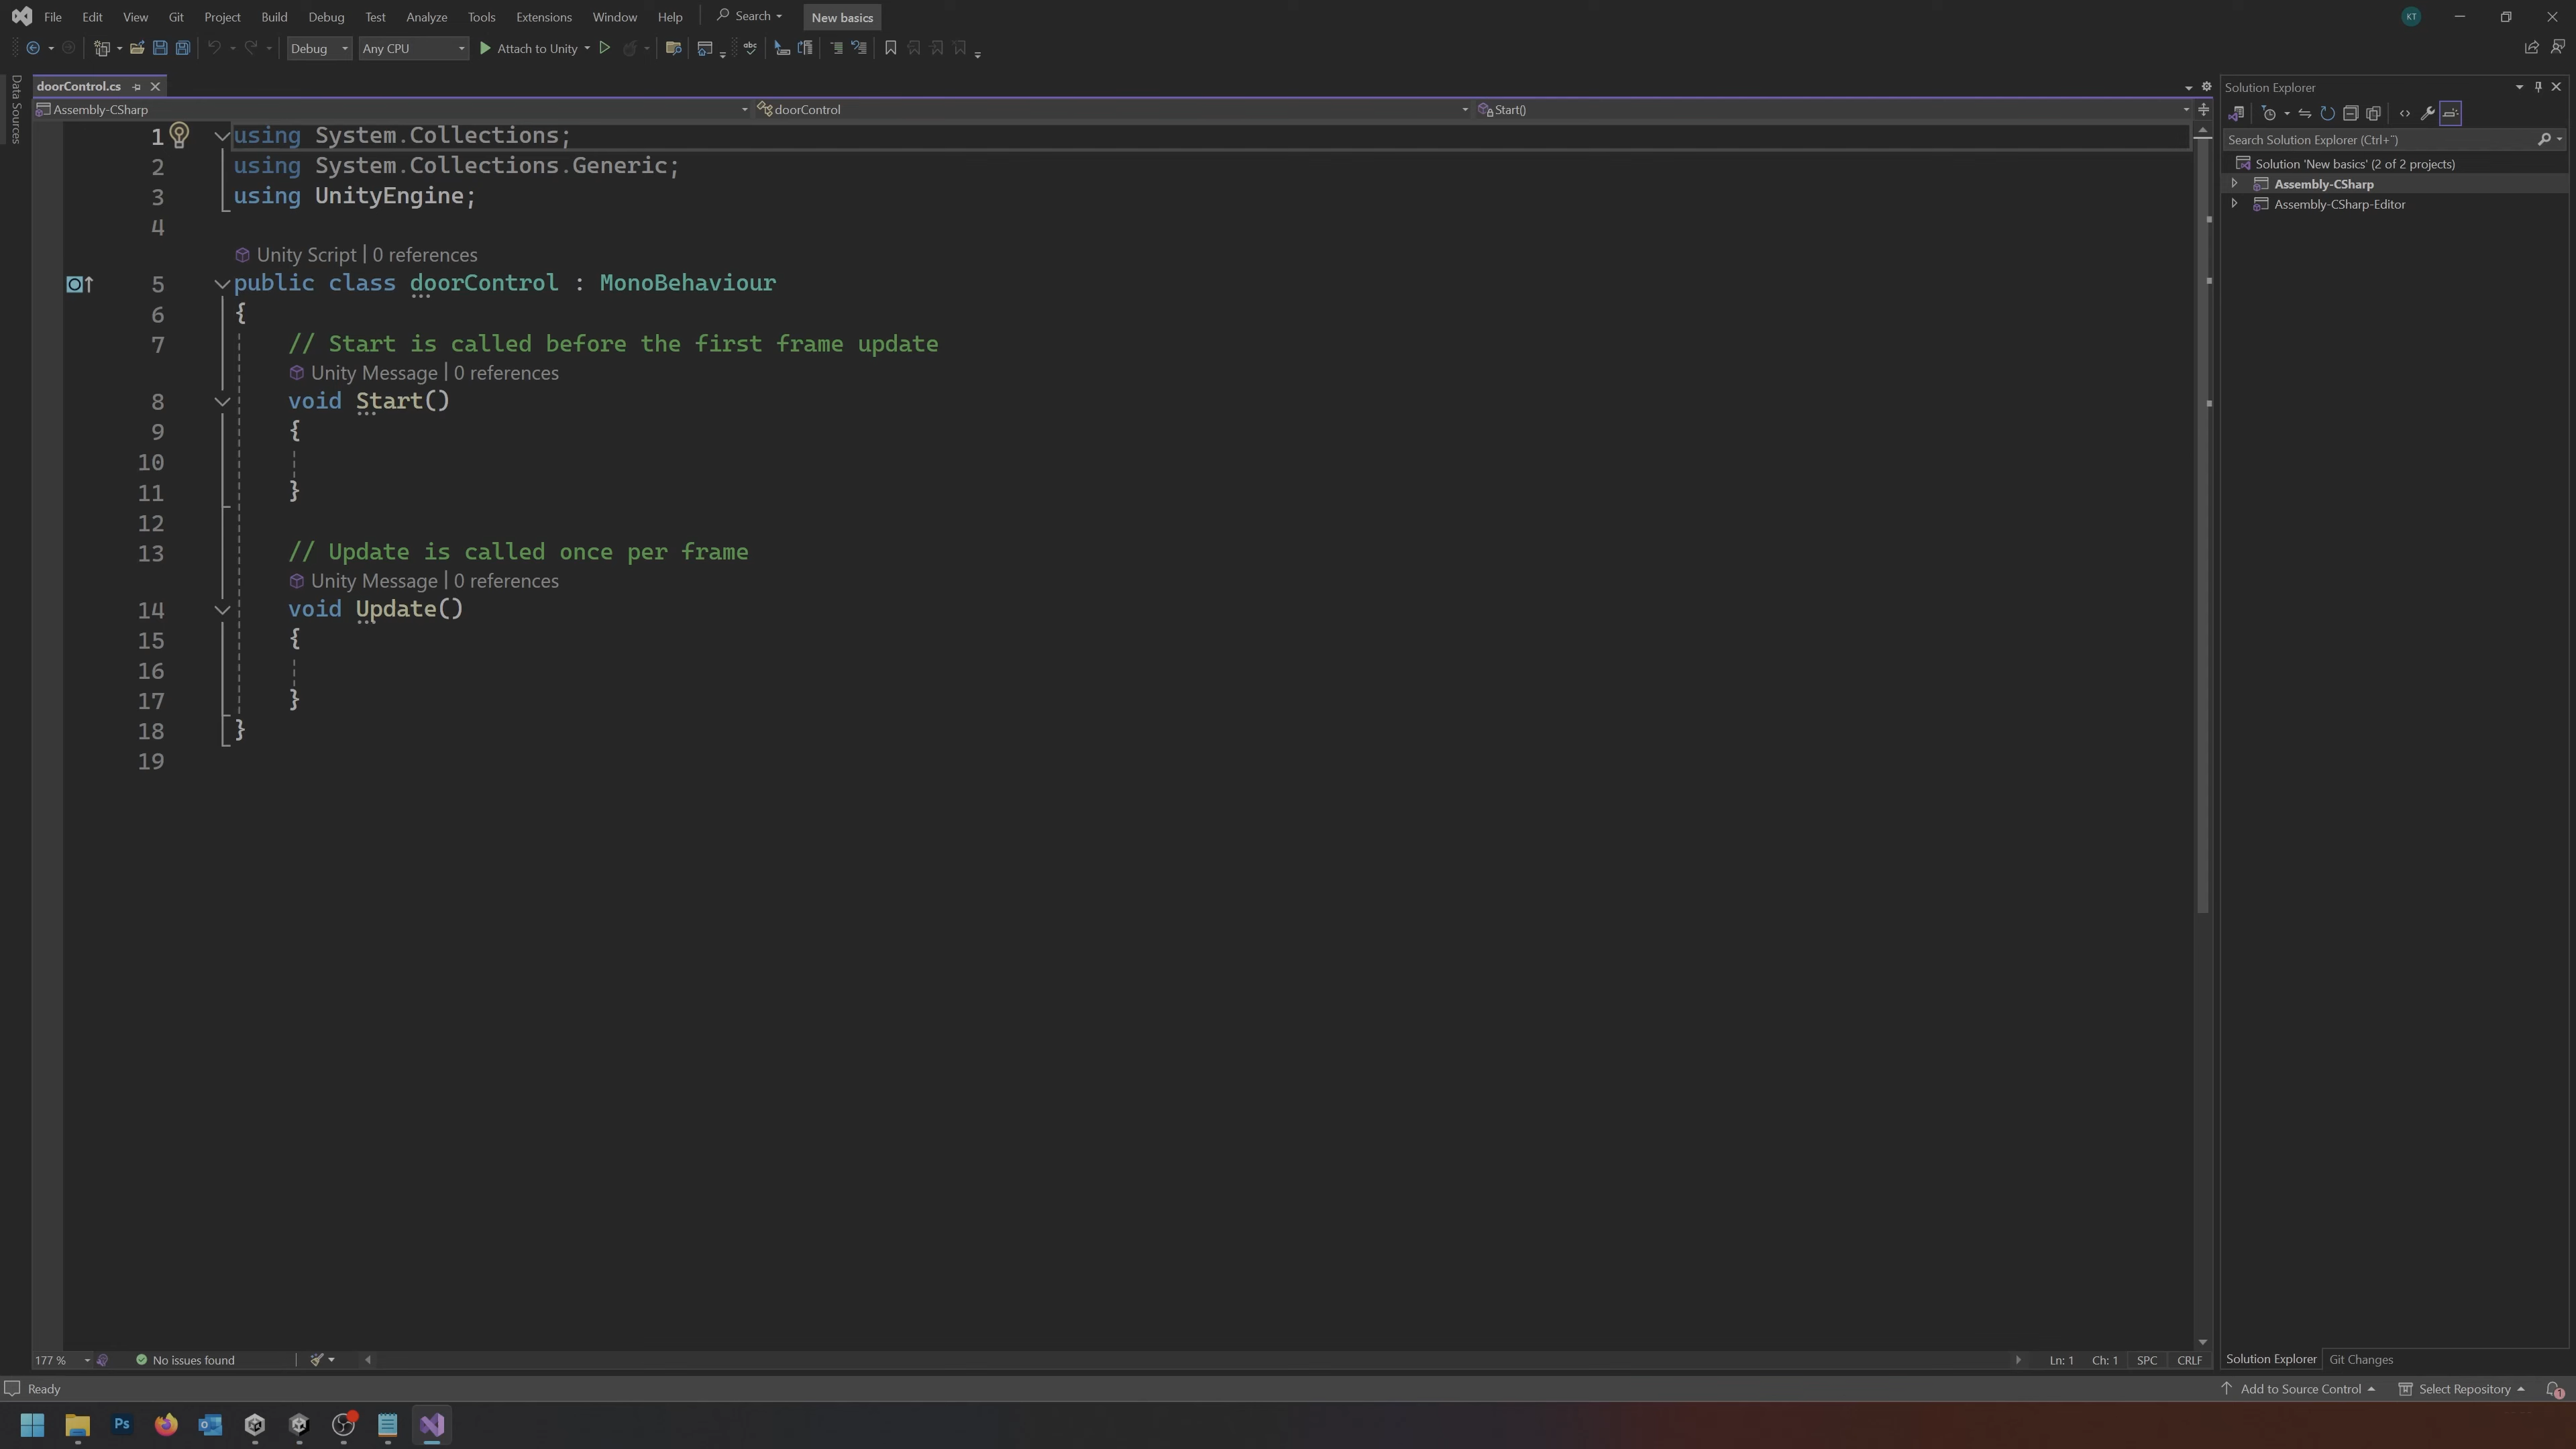 File Edit View Git Project Build Debug Test Analyze Tools Extensions Window Help Search New basics KT
Debug Any CPU Attach to Unity abc
Data Sources
doorControl.cs
Assembly-CSharp doorControl Start()
1 using System.Collections;
2 using System.Collections.Generic;
3 using UnityEngine;
4
Unity Script | 0 references
5 public class doorControl : MonoBehaviour
6 {
7 // Start is called before the first frame update
Unity Message | 0 references
8 void Start()
9 {
10
11 }
12
13 // Update is called once per frame
Unity Message | 0 references
14 void Update()
15 {
16
17 }
18 }
19
Solution Explorer
Search Solution Explorer (Ctrl+¨)
Solution 'New basics' (2 of 2 projects)
Assembly-CSharp
Assembly-CSharp-Editor
177 % No issues found Ln: 1 Ch: 1 SPC CRLF
Solution Explorer Git Changes
Ready Add to Source Control Select Repository 1
Ps